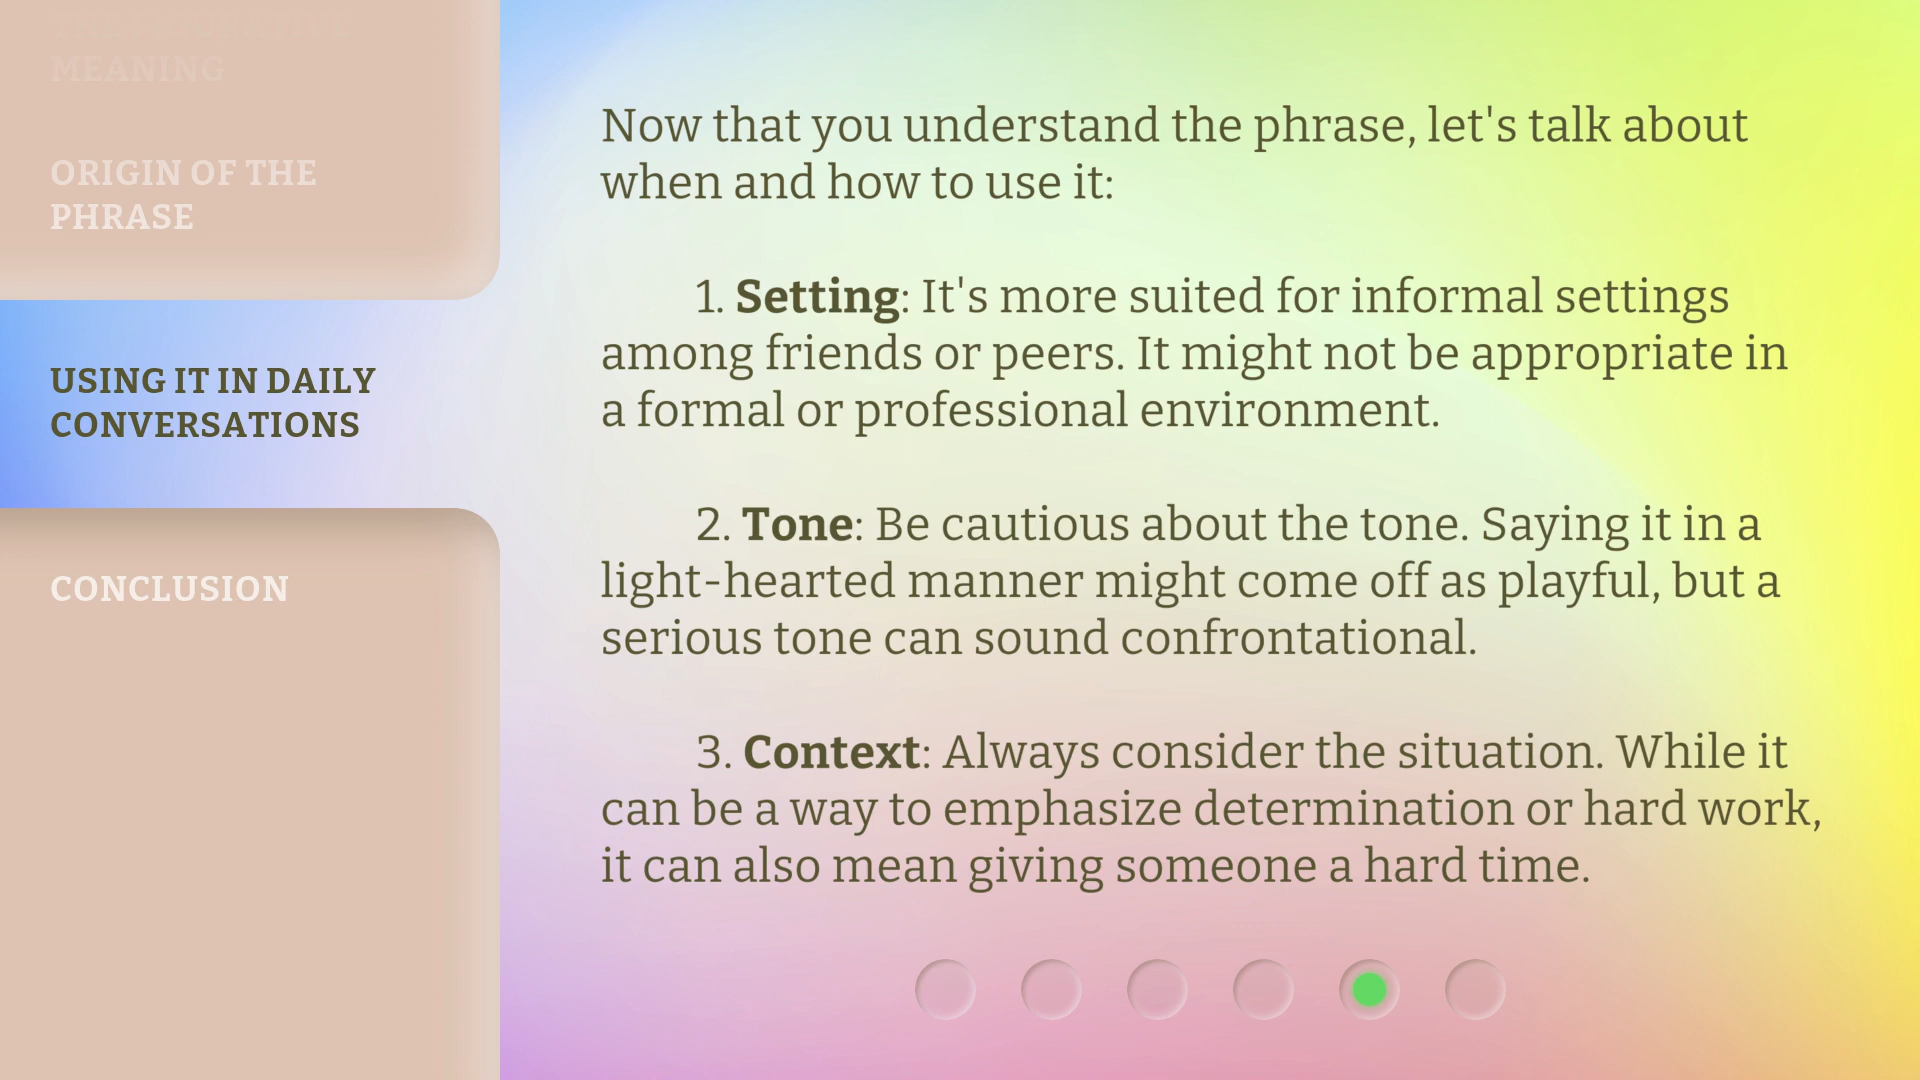 MEANING
ORIGIN OF THE
PHRASE
USING IT IN DAILY
CONVERSATIONS
CONCLUSION
Now that you understand the phrase, let's talk about
when and how to use it:
1. Setting: It's more suited for informal settings
among friends or peers. It might not be appropriate in
a formal or professional environment.
2. Tone: Be cautious about the tone. Saying it in a
light-hearted manner might come off as playful, but a
serious tone can sound confrontational.
3. Context: Always consider the situation. While it
can be a way to emphasize determination or hard work,
it can also mean giving someone a hard time.